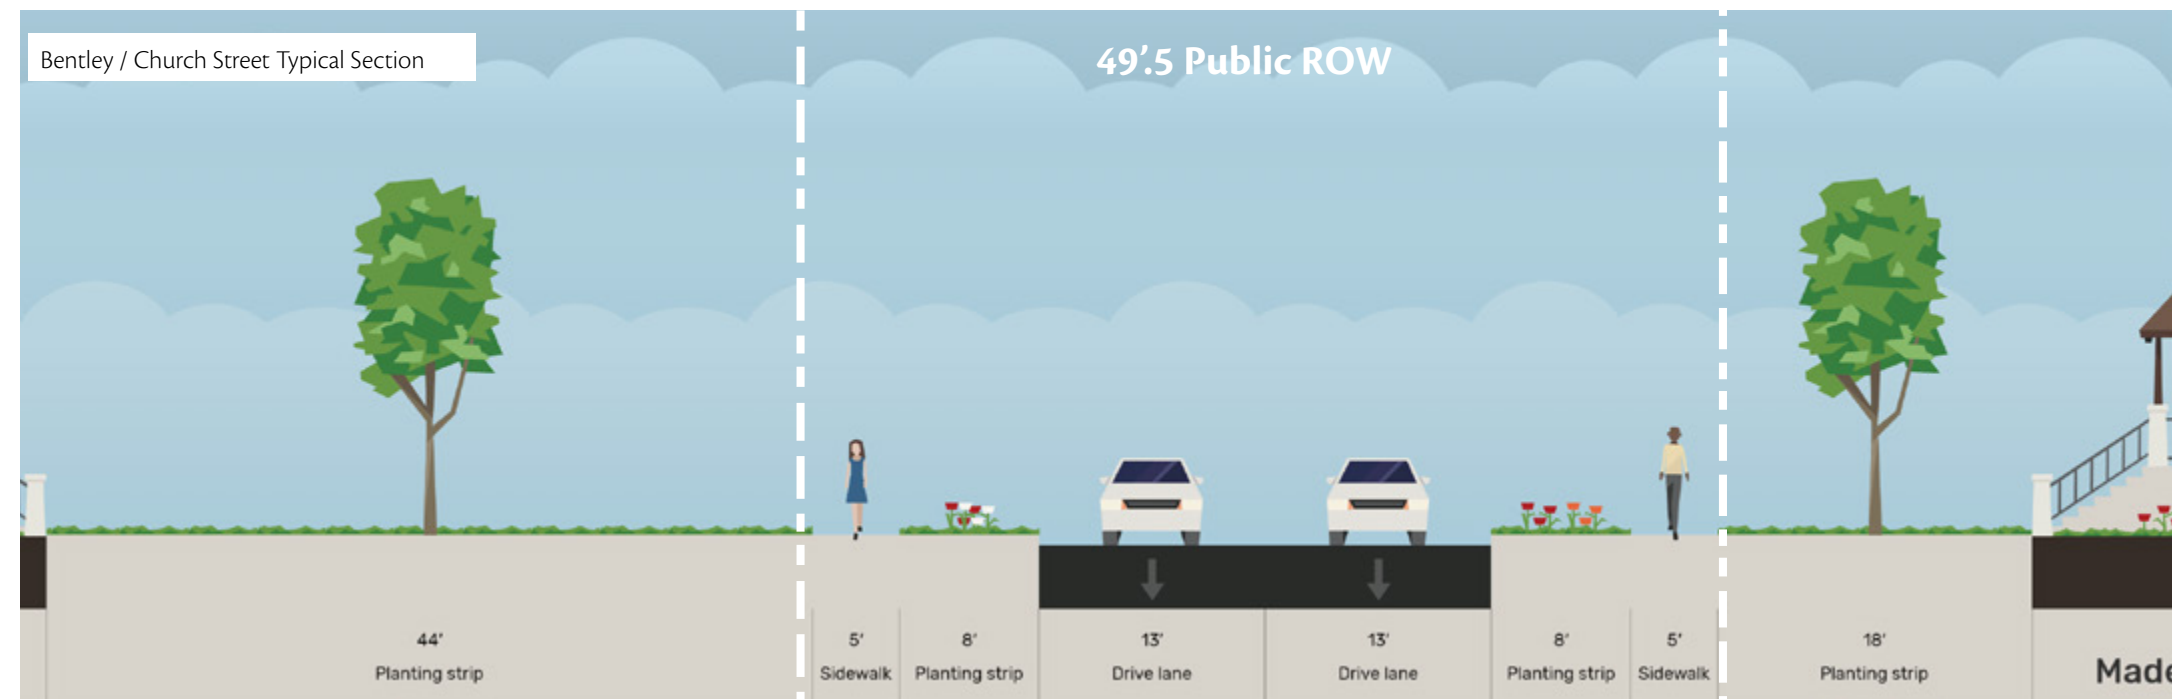 Bentley / Church Street Typical Section
49'.5 Public ROW
44' 5' 8' 13' 13' 8' 5' 18'
Planting strip Sidewalk Planting strip Drive lane Drive lane Planting strip Sidewalk Planting strip
Made